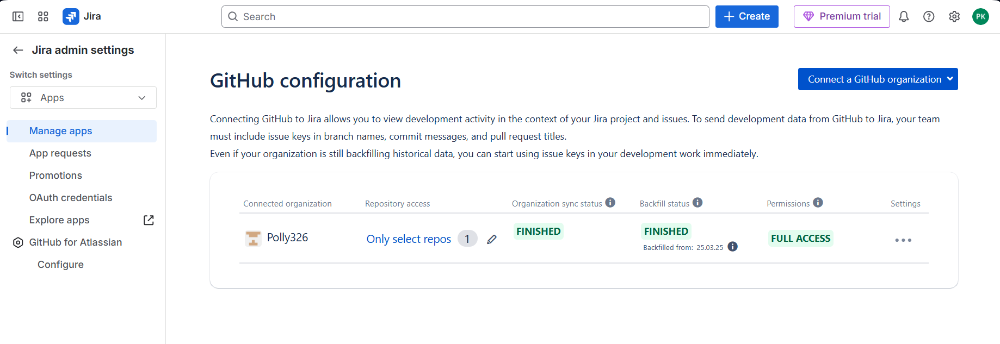 Jira
Search
Create
Premium trial
PK
Jira admin settings
Switch settings
Apps
Manage apps
App requests
Promotions
OAuth credentials
Explore apps
GitHub for Atlassian
Configure
GitHub configuration
Connect a GitHub organization
Connecting GitHub to Jira allows you to view development activity in the context of your Jira project and issues. To send development data from GitHub to Jira, your team
must include issue keys in branch names, commit messages, and pull request titles.
Even if your organization is still backfilling historical data, you can start using issue keys in your development work immediately.
Connected organization Repository access Organization sync status Backfill status Permissions Settings
Polly326 Only select repos 1 FINISHED FINISHED FULL ACCESS
Backfilled from: 25.03.25